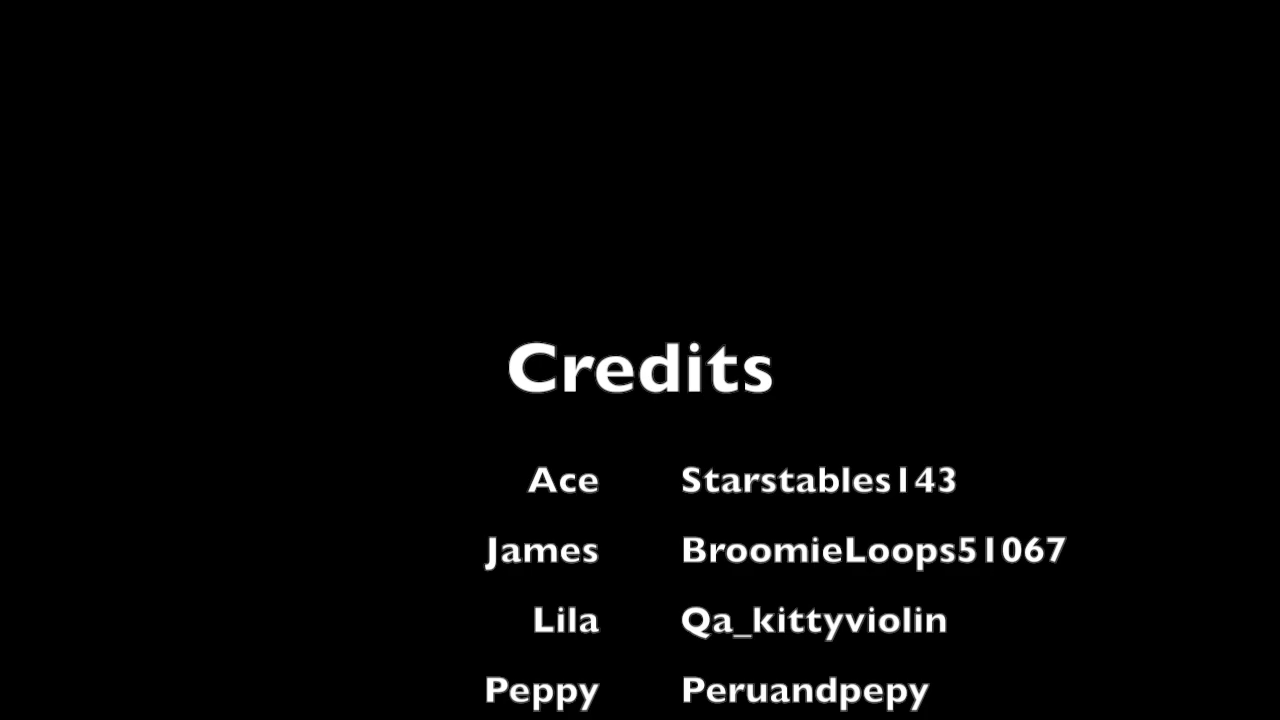 Credits
Ace Starstables143
James BroomieLoops51067
Lila Qa_kittyviolin
Peppy Peruandpepy